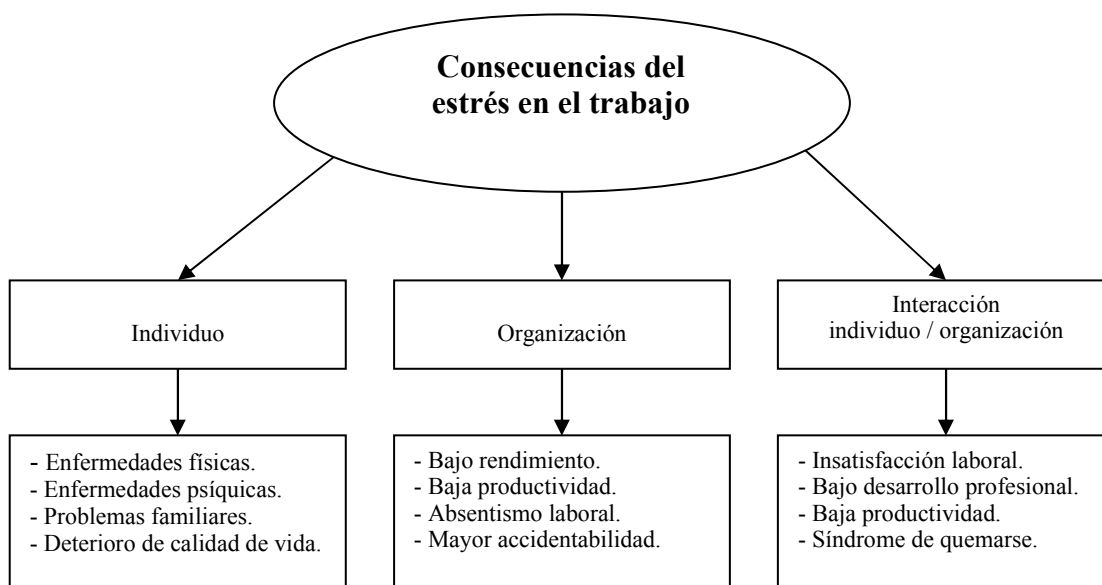 Consecuencias del
estrés en el trabajo
Individuo
Organización
Interacción
individuo / organización
- Enfermedades físicas.
- Enfermedades psíquicas.
- Problemas familiares.
- Deterioro de calidad de vida.
- Bajo rendimiento.
- Baja productividad.
- Absentismo laboral.
- Mayor accidentabilidad.
- Insatisfacción laboral.
- Bajo desarrollo profesional.
- Baja productividad.
- Síndrome de quemarse.